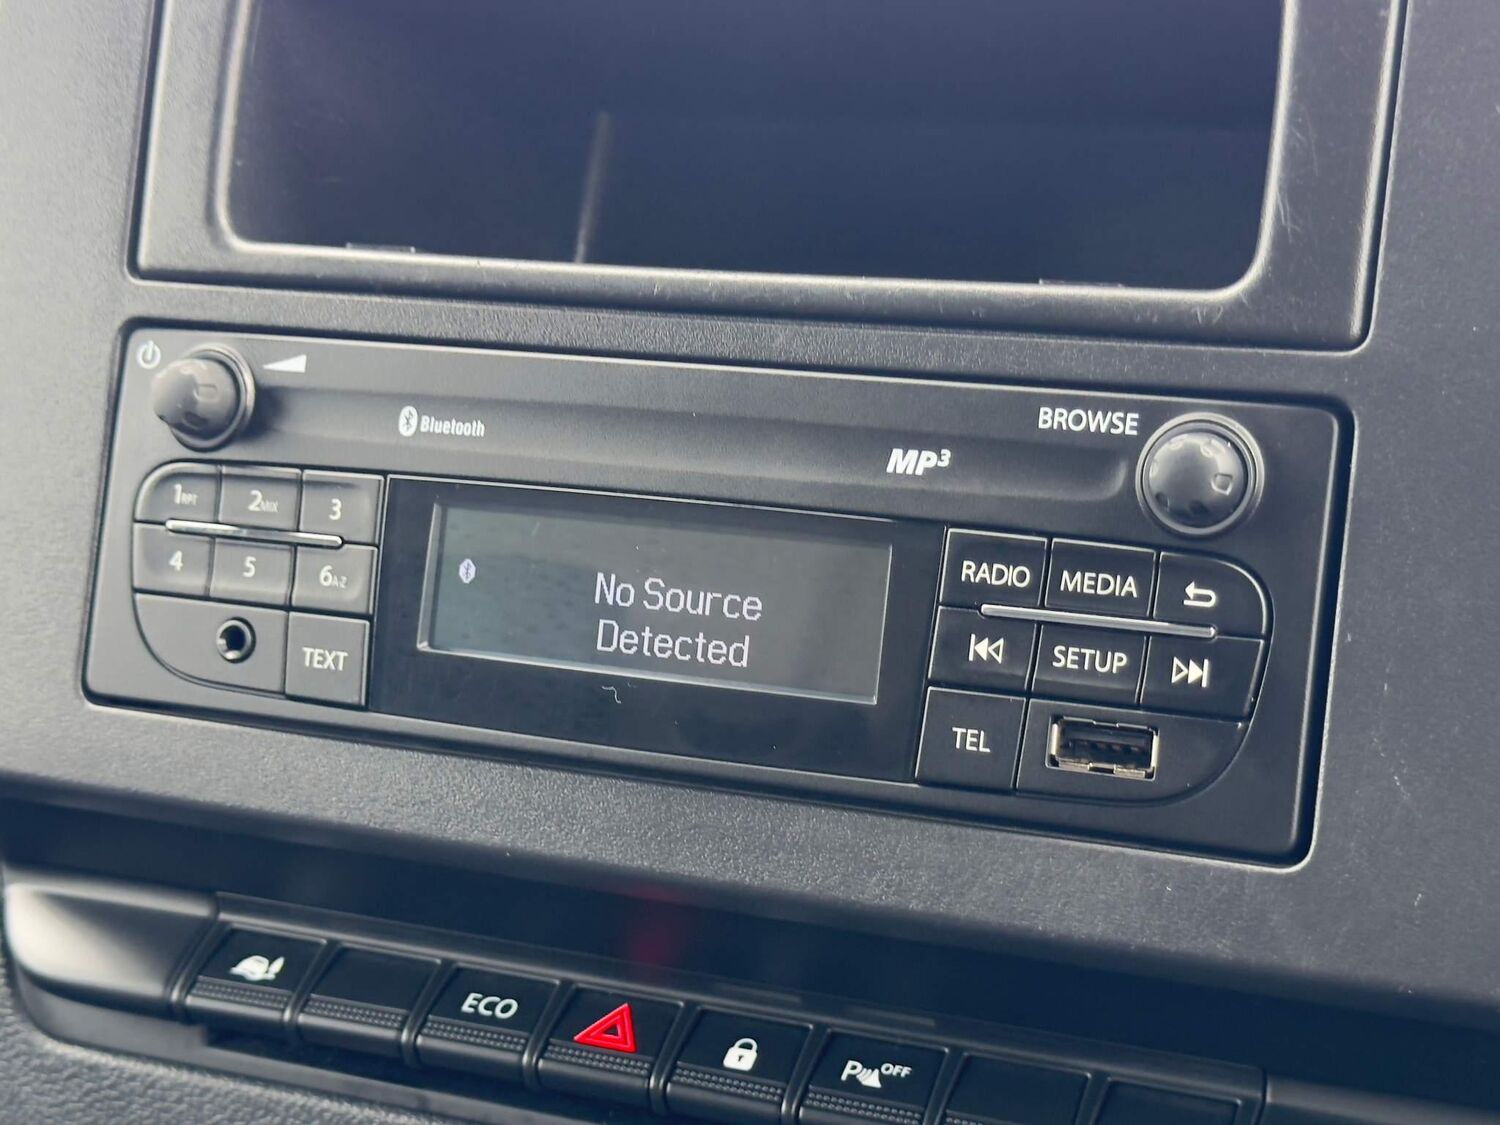 Bluetooth
MP3
BROWSE
1RPT
2MIX
3
4
5
6A-Z
TEXT
No Source
Detected
RADIO
MEDIA
SETUP
TEL
ECO
P OFF